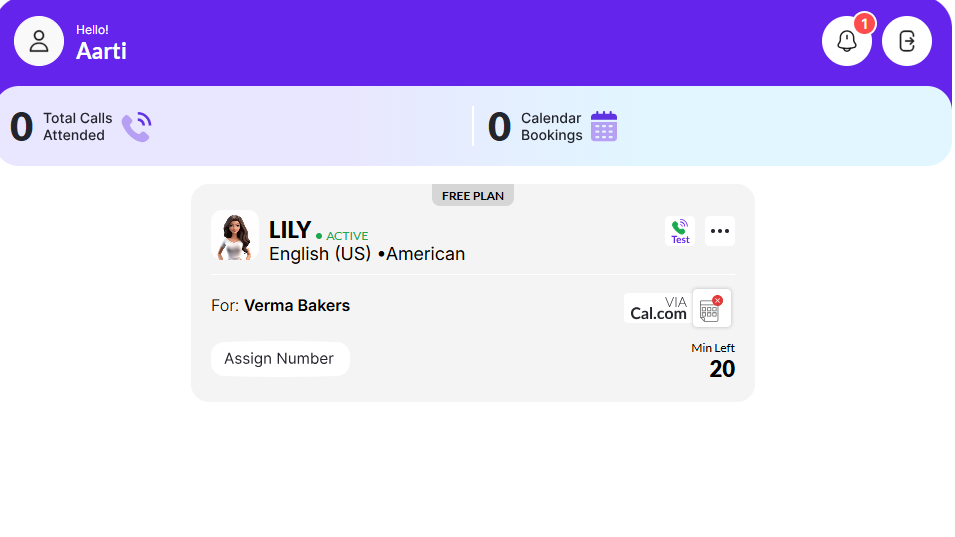 Hello!
Aarti
1
0 Total Calls
Attended
0 Calendar
Bookings
FREE PLAN
LILY ● ACTIVE
English (US) •American
Test
For: Verma Bakers
VIA
Cal.com
Assign Number
Min Left
20